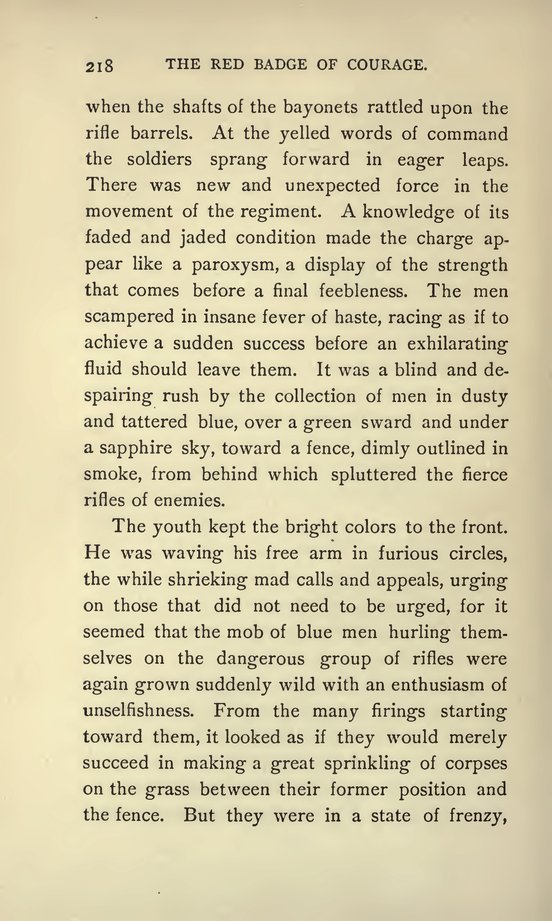 218 THE RED BADGE OF COURAGE.
when the shafts of the bayonets rattled upon the
rifle barrels. At the yelled words of command
the soldiers sprang forward in eager leaps.
There was new and unexpected force in the
movement of the regiment. A knowledge of its
faded and jaded condition made the charge ap-
pear like a paroxysm, a display of the strength
that comes before a final feebleness. The men
scampered in insane fever of haste, racing as if to
achieve a sudden success before an exhilarating
fluid should leave them. It was a blind and de-
spairing rush by the collection of men in dusty
and tattered blue, over a green sward and under
a sapphire sky, toward a fence, dimly outlined in
smoke, from behind which spluttered the fierce
rifles of enemies.
The youth kept the bright colors to the front.
He was waving his free arm in furious circles,
the while shrieking mad calls and appeals, urging
on those that did not need to be urged, for it
seemed that the mob of blue men hurling them-
selves on the dangerous group of rifles were
again grown suddenly wild with an enthusiasm of
unselfishness. From the many firings starting
toward them, it looked as if they would merely
succeed in making a great sprinkling of corpses
on the grass between their former position and
the fence. But they were in a state of frenzy,